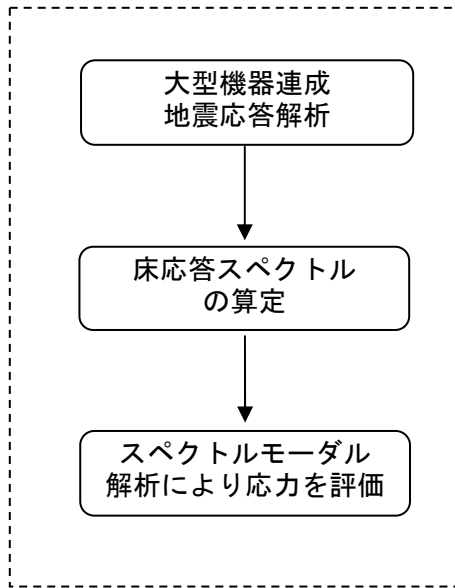 大型機器連成
地震応答解析
床応答スペクトル
の算定
スペクトルモーダル
解析により応力を評価